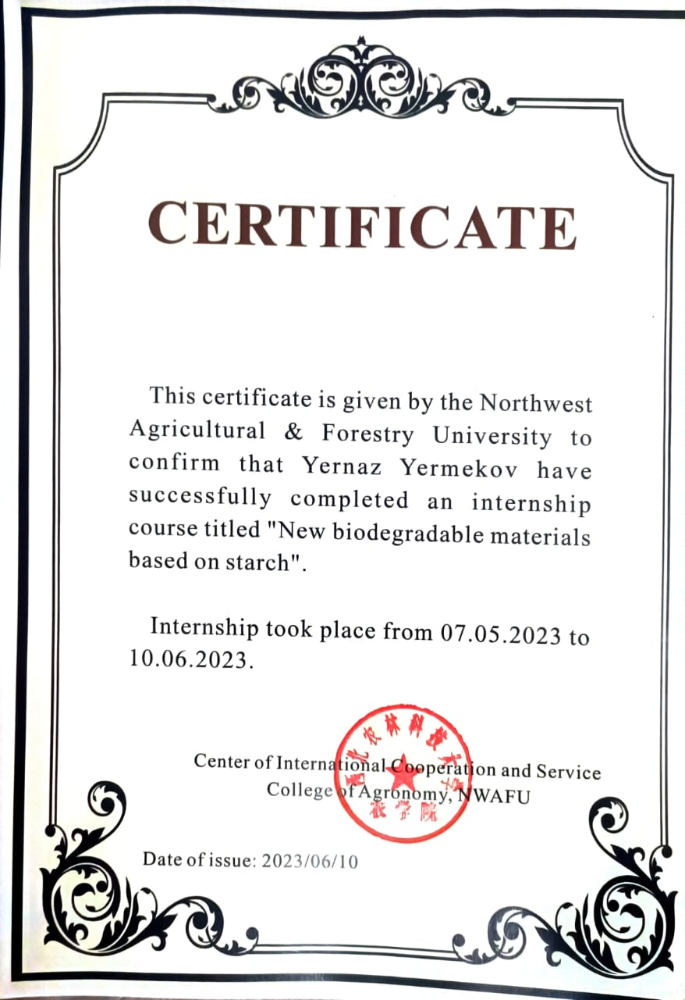 CERTIFICATE
This certificate is given by the Northwest
Agricultural & Forestry University to
confirm that Yernaz Yermekov have
successfully completed an internship
course titled "New biodegradable materials
based on starch".
Internship took place from 07.05.2023 to
10.06.2023.
西北农林科技大学
Center of International Cooperation and Service
College of Agronomy, NWAFU
农学院
Date of issue: 2023/06/10